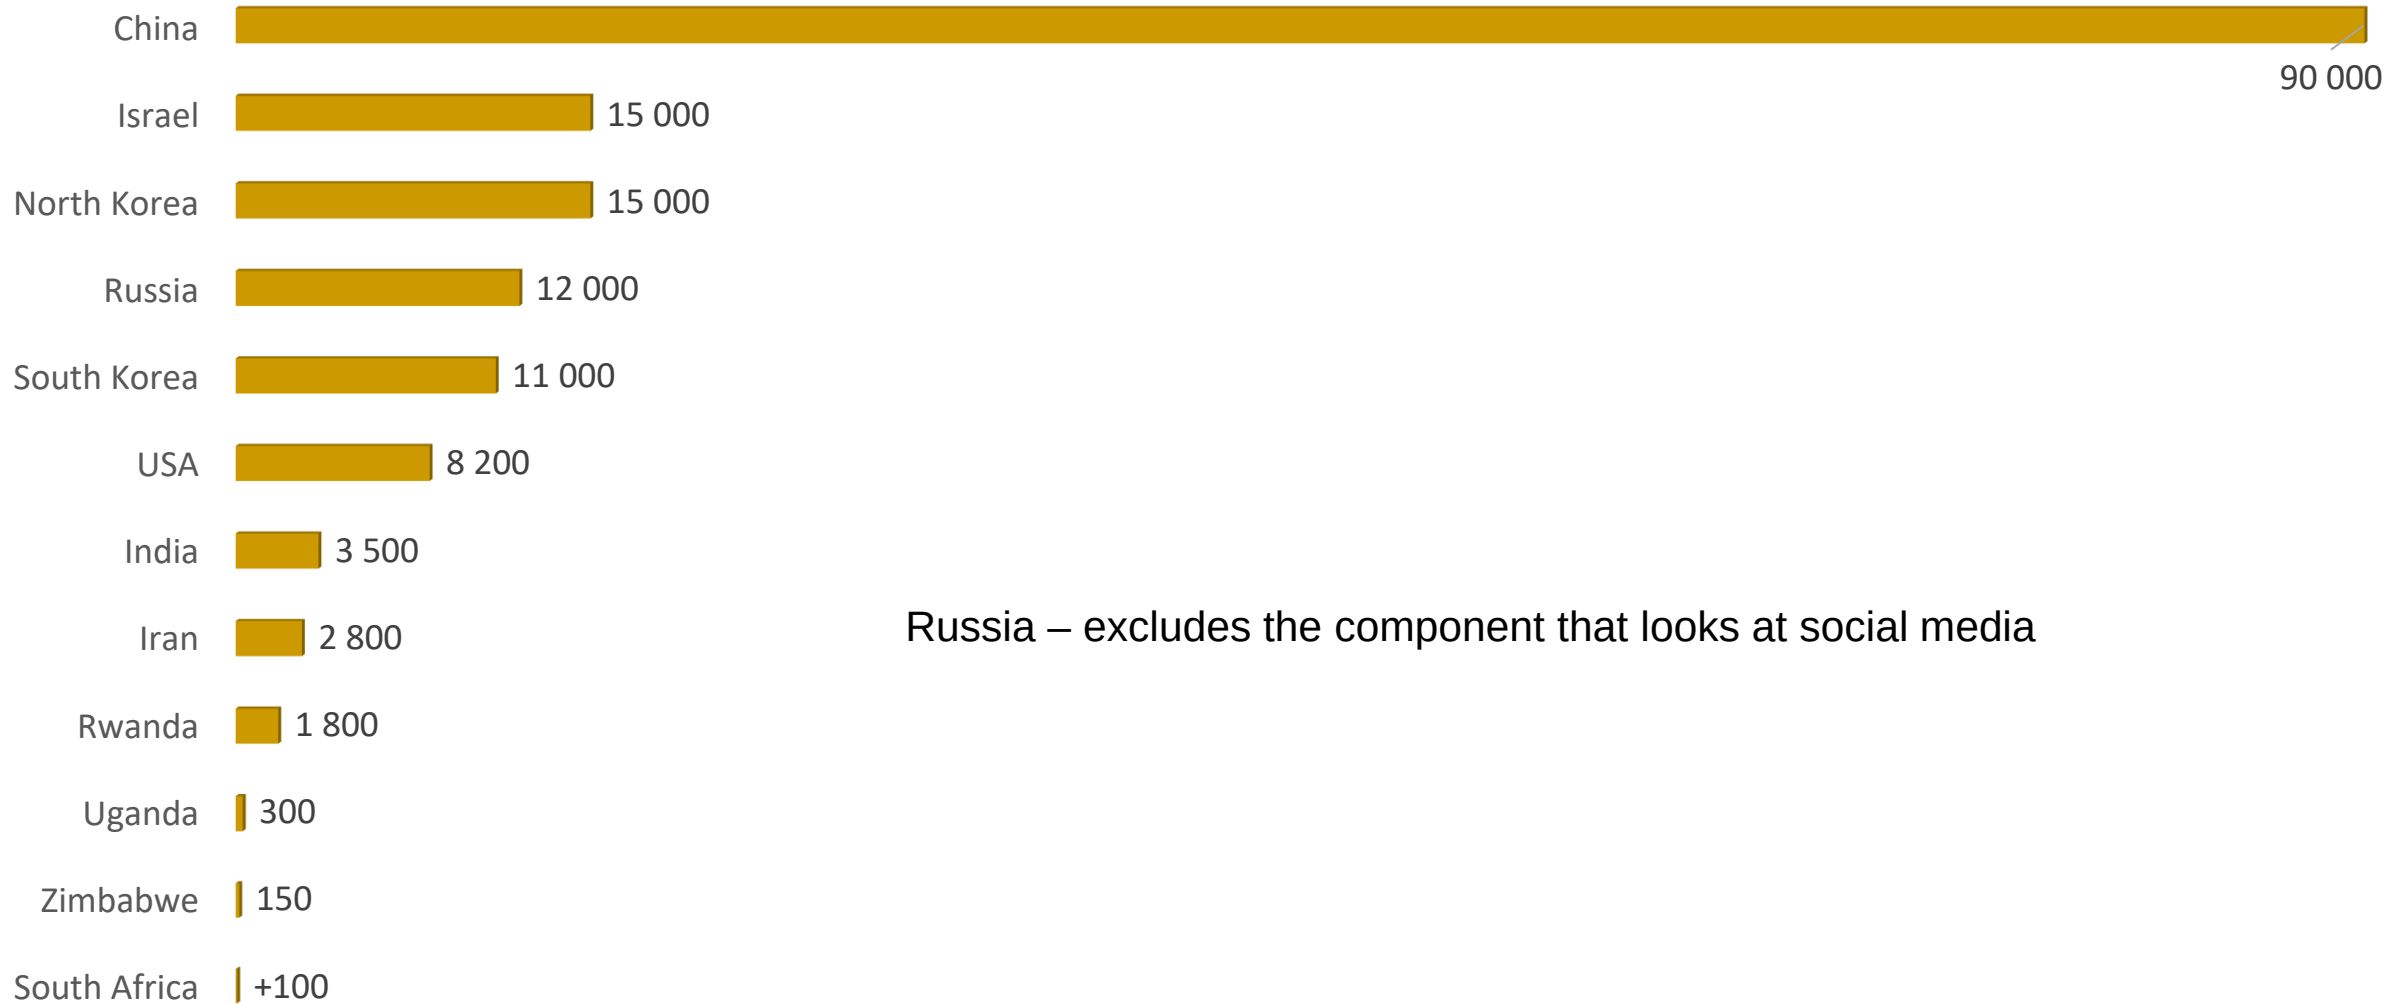 China 90 000
Israel 15 000
North Korea 15 000
Russia 12 000
South Korea 11 000
USA 8 200
India 3 500
Iran 2 800
Russia – excludes the component that looks at social media
Rwanda 1 800
Uganda 300
Zimbabwe 150
South Africa +100